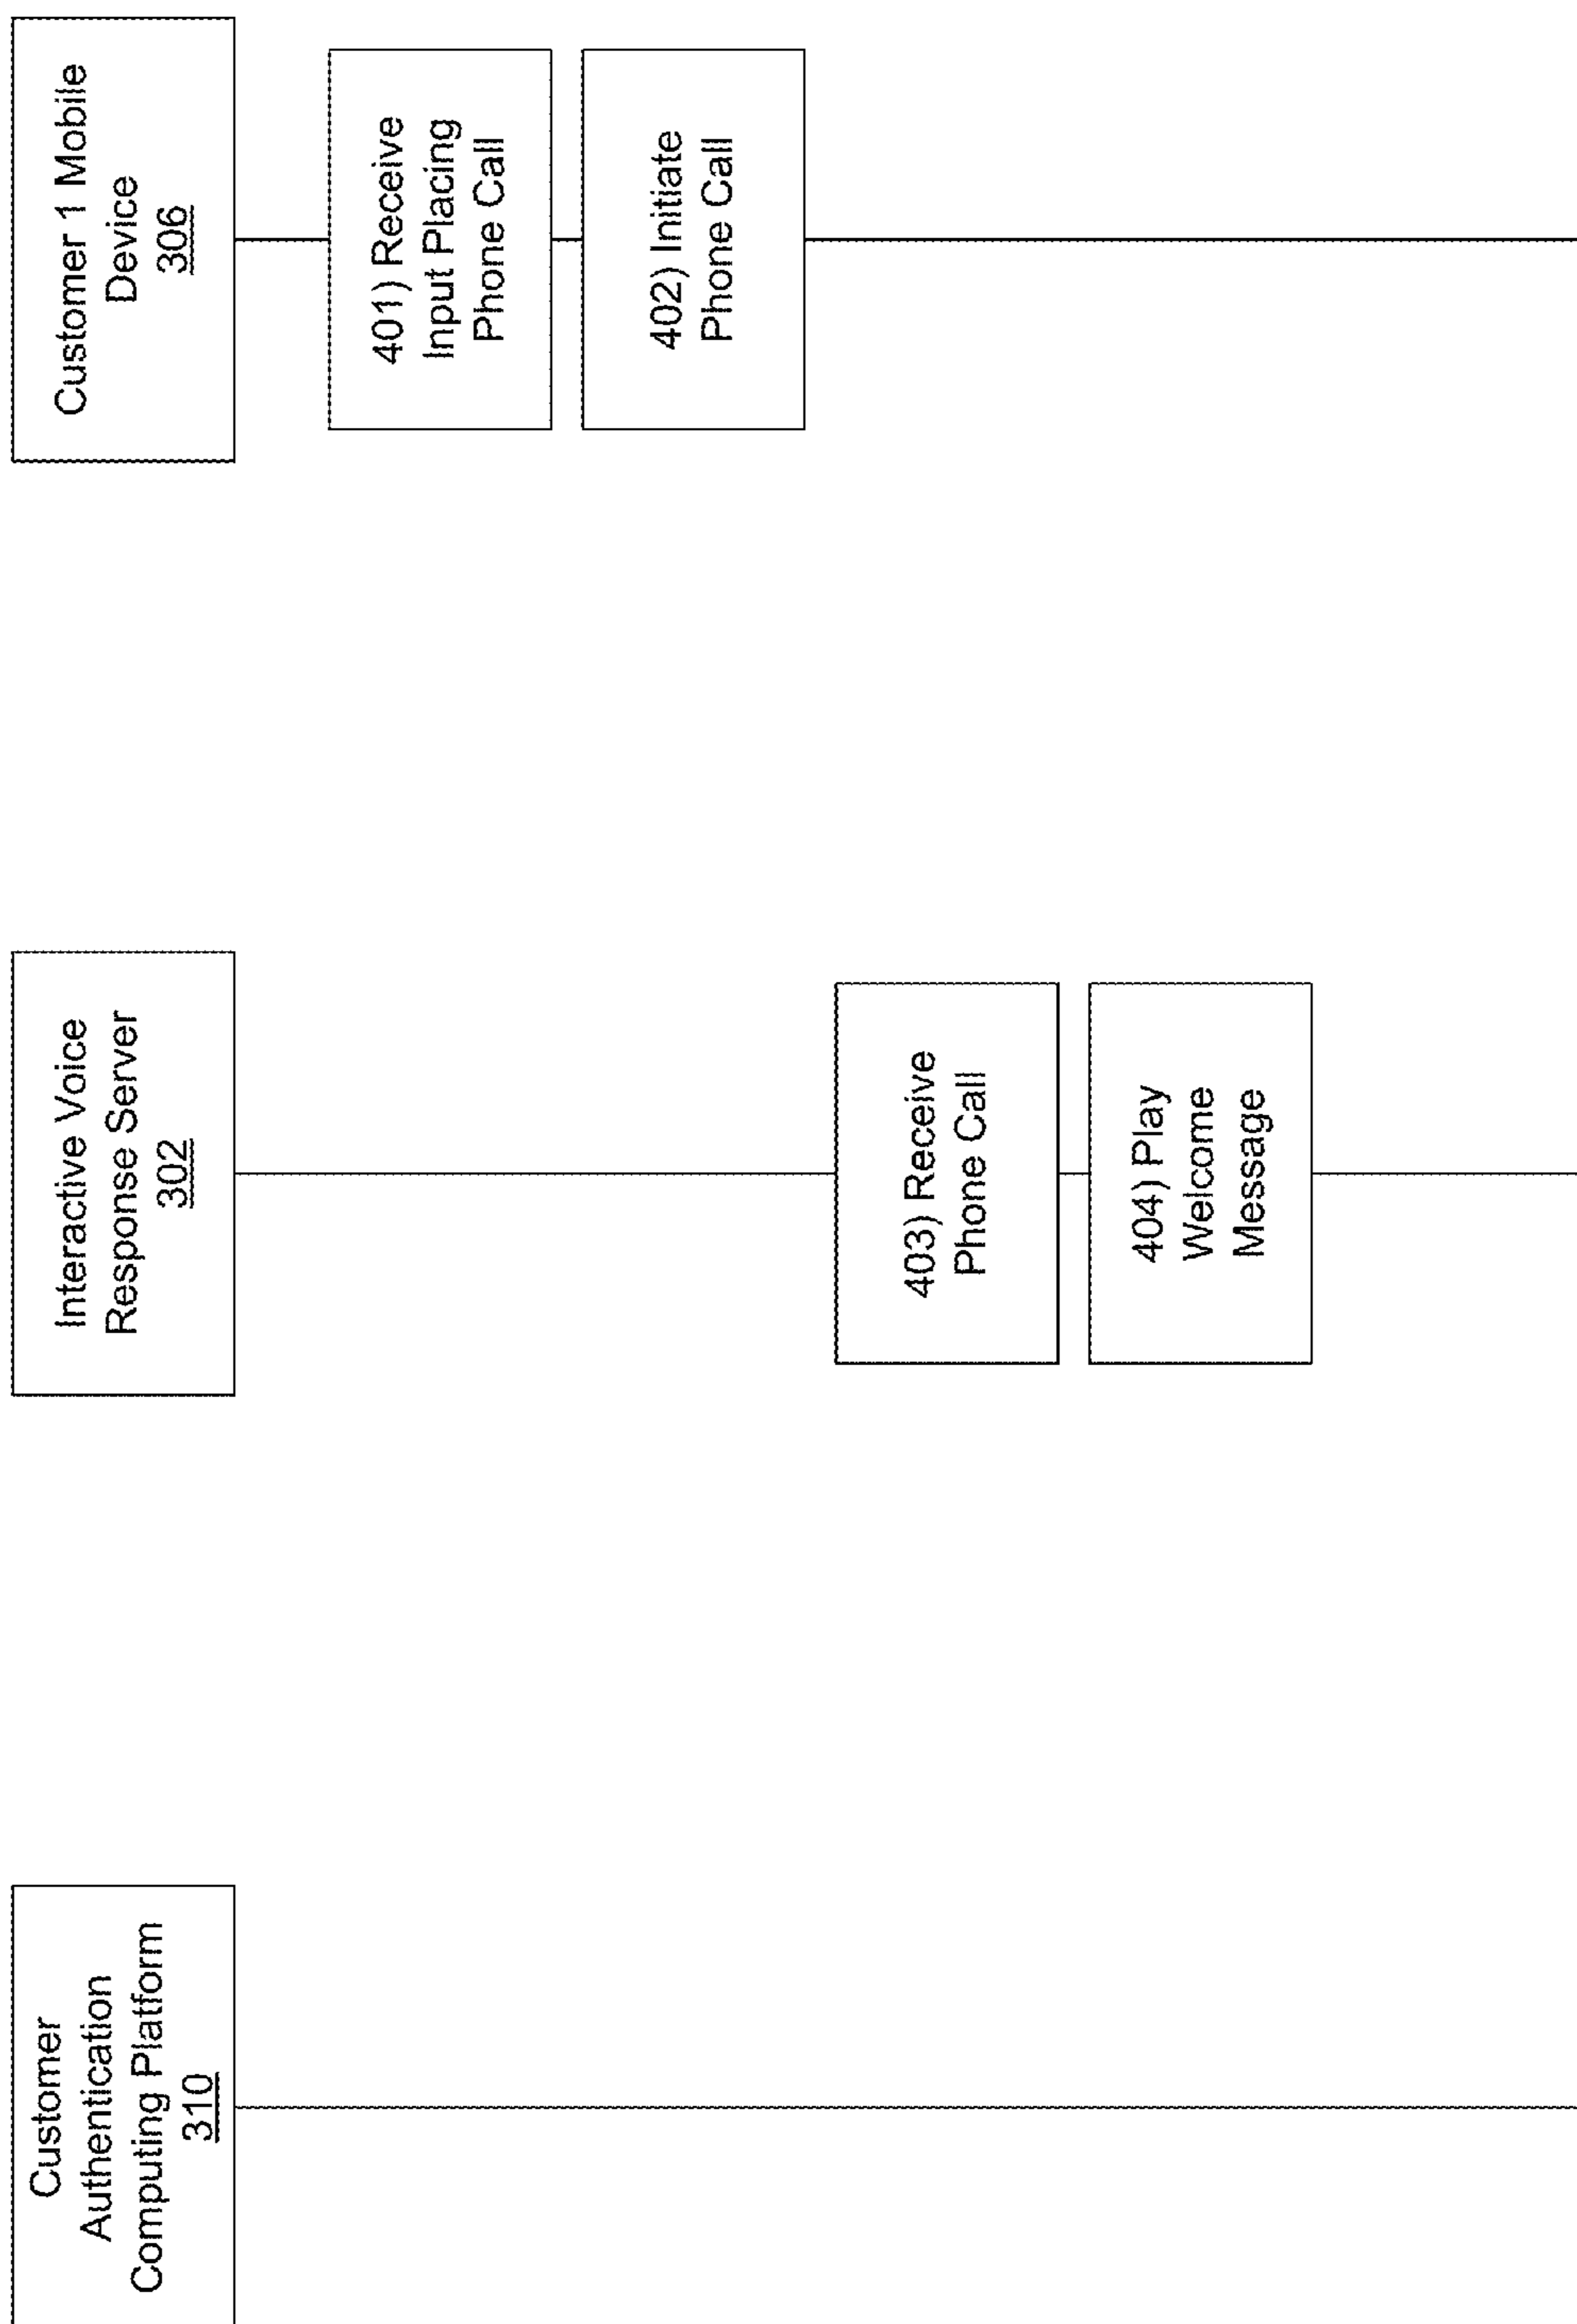 Customer
Authentication
Computing Platform
310
Interactive Voice
Response Server
302
Customer 1 Mobile
Device
306
401) Receive
Input Placing
Phone Call
402) Initiate
Phone Call
403) Receive
Phone Call
404) Play
Welcome
Message